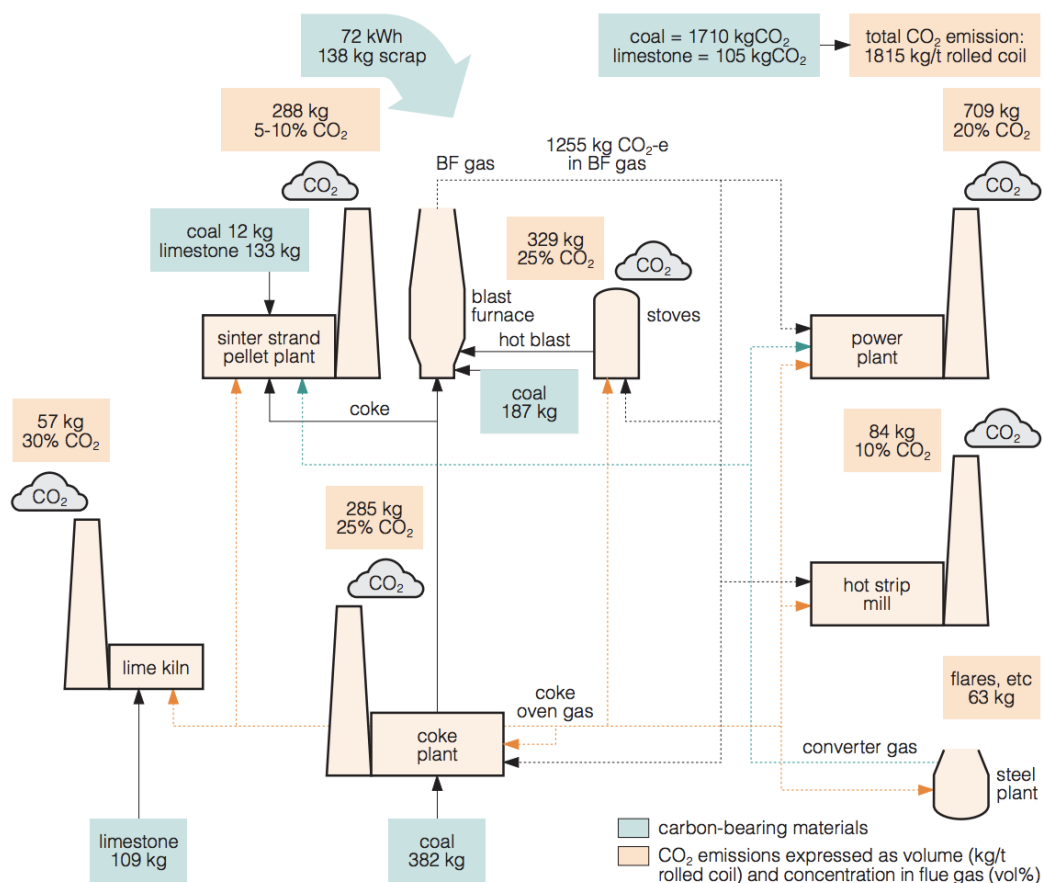 72 kWh
138 kg scrap
coal = 1710 kgCO₂
limestone = 105 kgCO₂
total CO₂ emission:
1815 kg/t rolled coil
288 kg
5-10% CO₂
709 kg
20% CO₂
BF gas
1255 kg CO₂-e
in BF gas
CO₂
CO₂
coal 12 kg
limestone 133 kg
329 kg
25% CO₂
CO₂
blast
furnace
stoves
sinter strand
pellet plant
hot blast
power
plant
coal
187 kg
coke
57 kg
30% CO₂
84 kg
10% CO₂
CO₂
CO₂
285 kg
25% CO₂
CO₂
hot strip
mill
lime kiln
coke
oven gas
flares, etc
63 kg
coke
plant
converter gas
steel
plant
limestone
109 kg
coal
382 kg
carbon-bearing materials
CO₂ emissions expressed as volume (kg/t
rolled coil) and concentration in flue gas (vol%)